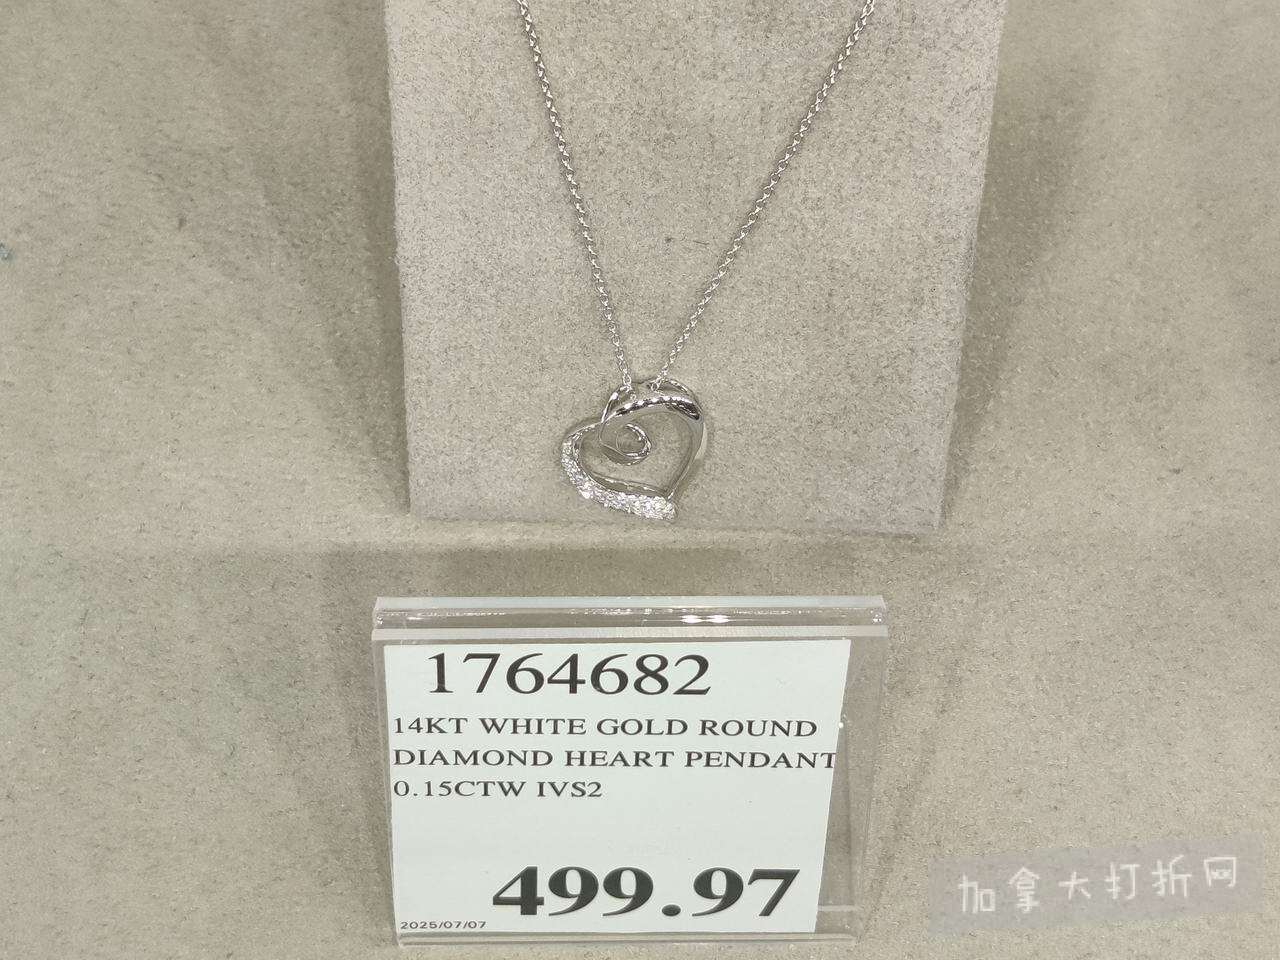 1764682
14KT WHITE GOLD ROUND
DIAMOND HEART PENDANT
0.15CTW IVS2
499.97
2025/07/07
加拿大打折网